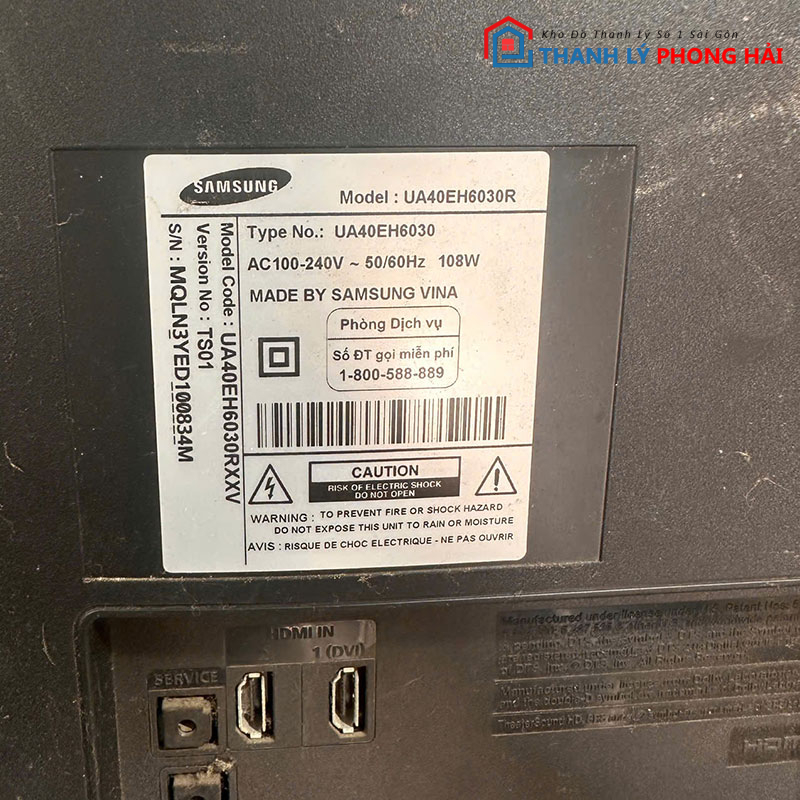 Kho Đồ Thanh Lý Số 1 Sài Gòn
THANH LÝ PHONG HẢI
SAMSUNG
Model : UA40EH6030R
Type No.: UA40EH6030
AC100-240V ~ 50/60Hz 108W
MADE BY SAMSUNG VINA
Phòng Dịch vụ
Số ĐT gọi miễn phí
1-800-588-889
Model Code : UA40EH6030RXXV
Version No : TS01
S/N : MQLN3YED100834M
CAUTION
RISK OF ELECTRIC SHOCK
DO NOT OPEN
WARNING : TO PREVENT FIRE OR SHOCK HAZARD
DO NOT EXPOSE THIS UNIT TO RAIN OR MOISTURE
AVIS : RISQUE DE CHOC ELECTRIQUE - NE PAS OUVRIR
HDMI IN
1 (DVI)
SERVICE
Manufactured under license under